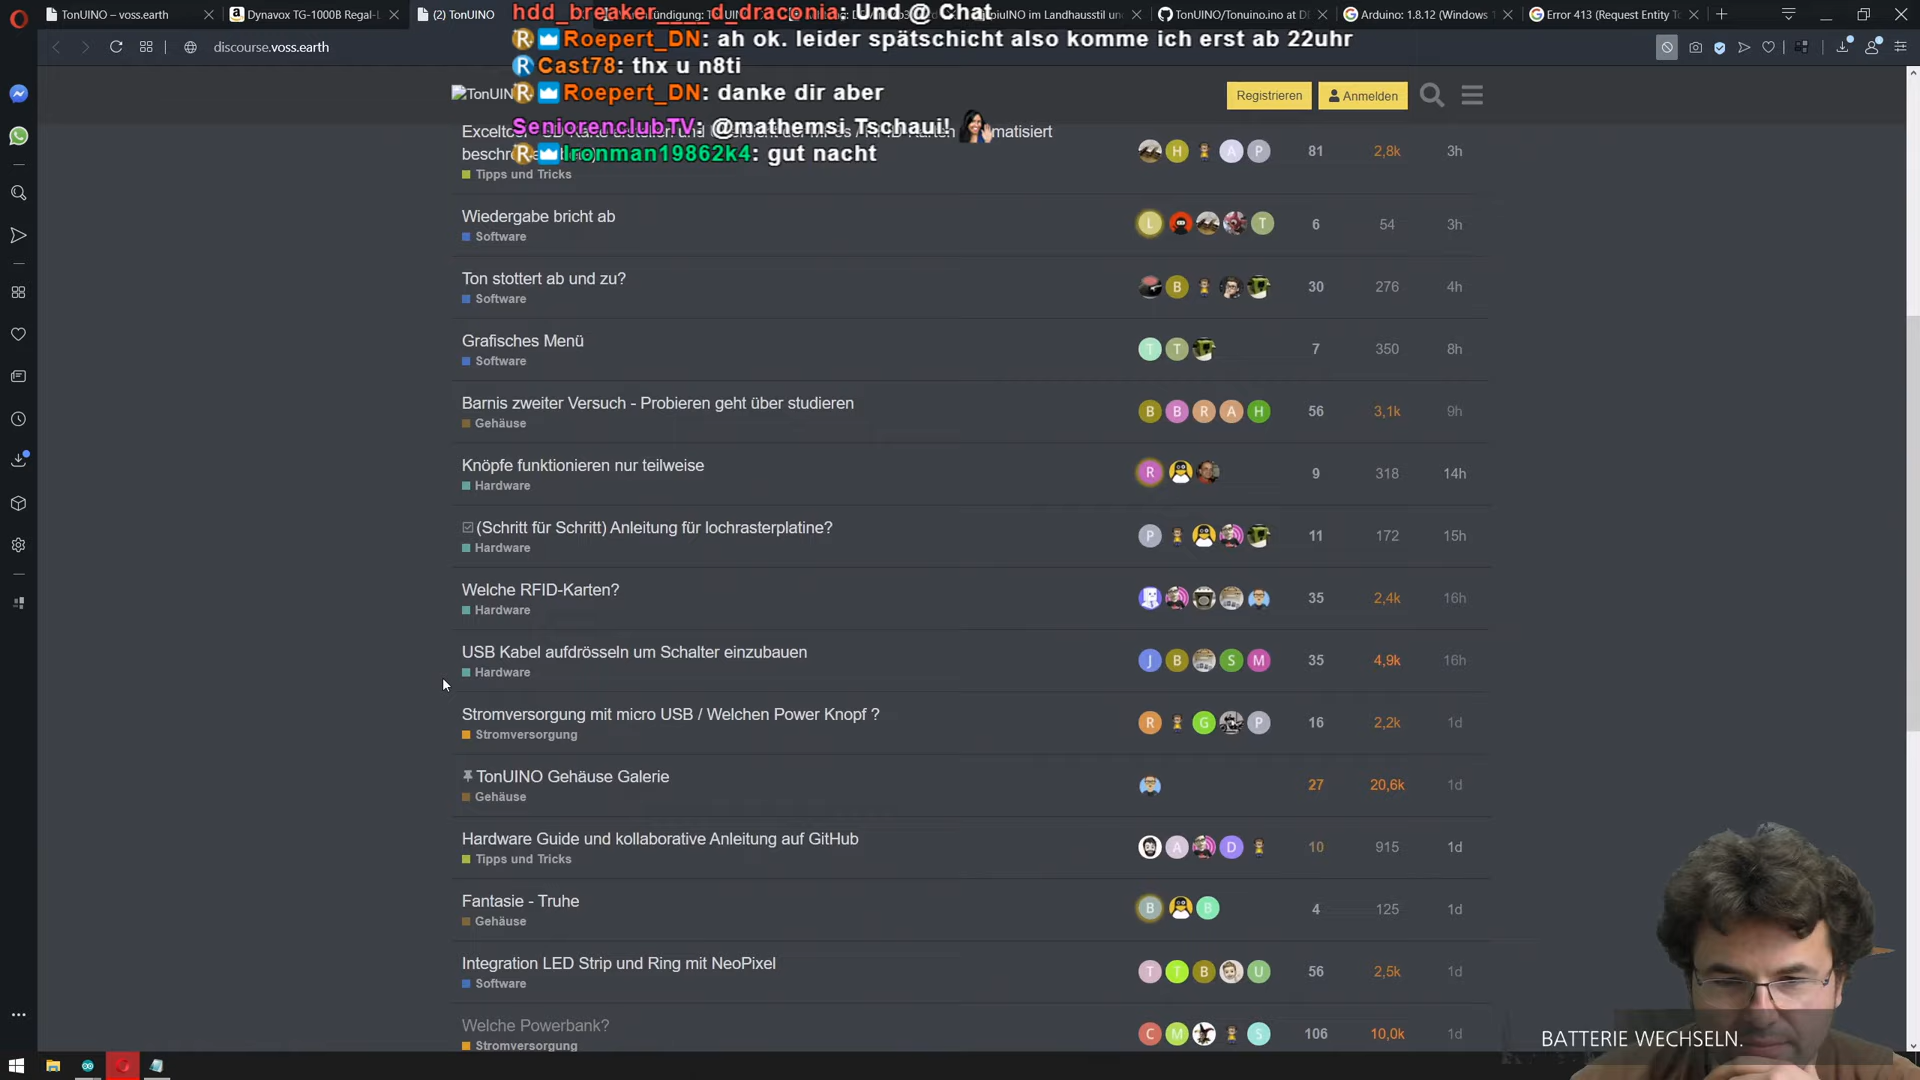 TonUINO – voss.earth
Dynavox TG-1000B Regal-L
(2) TonUINO
TonUINO/Tonuino.ino at DE
Arduino: 1.8.12 (Windows 1
Error 413 (Request Entity To
discourse.voss.earth
hdd_breaker____d_draconia: Und @ Chat
Roepert_DN: ah ok. leider spätschicht also komme ich erst ab 22uhr
Cast78: thx u n8ti
Roepert_DN: danke dir aber
SeniorenclubTV: @mathemsi Tschaui!
Ironman19862k4: gut nacht
Registrieren
Anmelden
81 2,8k 3h
Tipps und Tricks
Wiedergabe bricht ab
L T 6 54 3h
Software
Ton stottert ab und zu?
B 30 276 4h
Software
Grafisches Menü
T T 7 350 8h
Software
Barnis zweiter Versuch - Probieren geht über studieren
B B R A H 56 3,1k 9h
Gehäuse
Knöpfe funktionieren nur teilweise
R 9 318 14h
Hardware
(Schritt für Schritt) Anleitung für lochrasterplatine?
P 11 172 15h
Hardware
Welche RFID-Karten?
35 2,4k 16h
Hardware
USB Kabel aufdrösseln um Schalter einzubauen
J B S M 35 4,9k 16h
Hardware
Stromversorgung mit micro USB / Welchen Power Knopf ?
R G P 16 2,2k 1d
Stromversorgung
TonUINO Gehäuse Galerie
27 20,6k 1d
Gehäuse
Hardware Guide und kollaborative Anleitung auf GitHub
A D 10 915 1d
Tipps und Tricks
Fantasie - Truhe
B B 4 125 1d
Gehäuse
Integration LED Strip und Ring mit NeoPixel
T T B U 56 2,5k 1d
Software
Welche Powerbank?
C M S 106 10,0k 1d
Stromversorgung
BATTERIE WECHSELN.